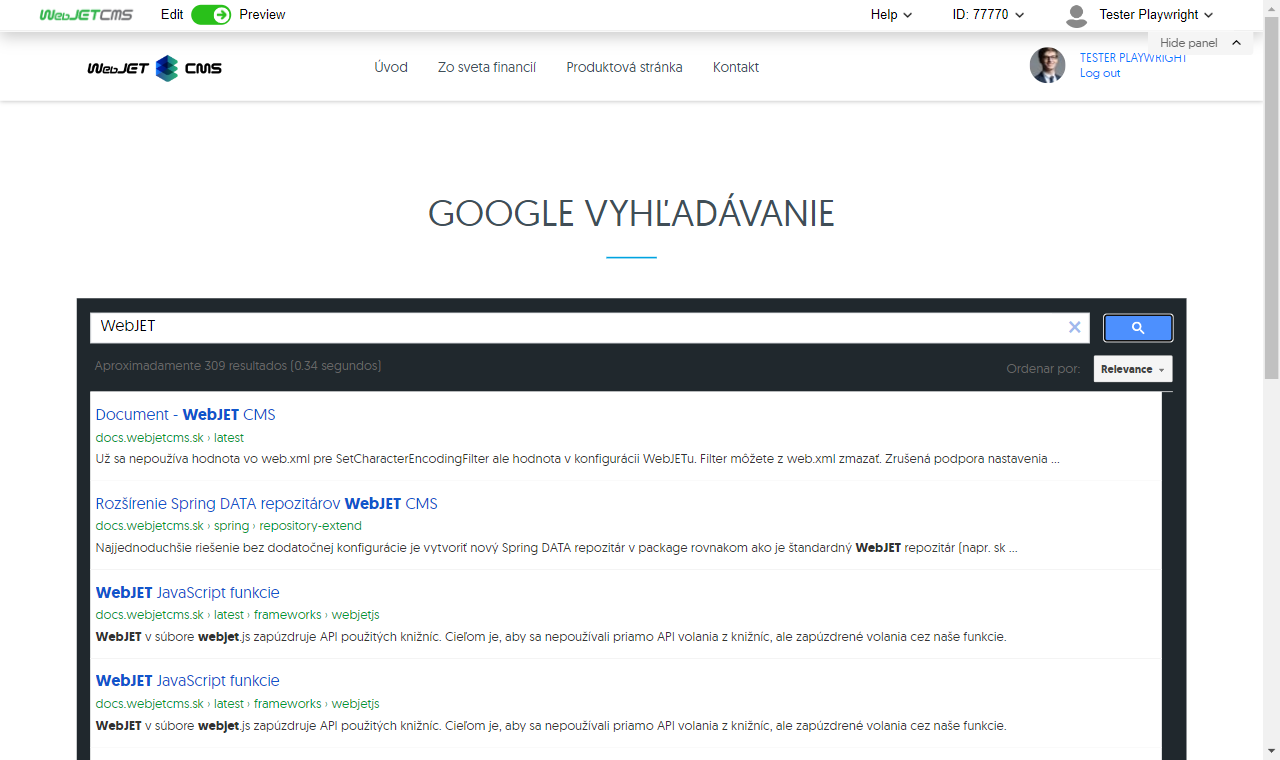 WebJETCMS Edit Preview Help ID: 77770 Tester Playwright
Hide panel
WebJET CMS Úvod Zo sveta financií Produktová stránka Kontakt TESTER PLAYWRIGHT
Log out
GOOGLE VYHĽADÁVANIE
WebJET
Aproximadamente 309 resultados (0.34 segundos) Ordenar por: Relevance
Document - WebJET CMS
docs.webjetcms.sk › latest
Už sa nepoužíva hodnota vo web.xml pre SetCharacterEncodingFilter ale hodnota v konfigurácii WebJETu. Filter môžete z web.xml zmazať. Zrušená podpora nastavenia ...
Rozšírenie Spring DATA repozitárov WebJET CMS
docs.webjetcms.sk › spring › repository-extend
Najjednoduchšie riešenie bez dodatočnej konfigurácie je vytvoriť nový Spring DATA repozitár v package rovnakom ako je štandardný WebJET repozitár (napr. sk ...
WebJET JavaScript funkcie
docs.webjetcms.sk › latest › frameworks › webjetjs
WebJET v súbore webjet.js zapúzdruje API použitých knižníc. Cieľom je, aby sa nepoužívali priamo API volania z knižníc, ale zapúzdrené volania cez naše funkcie.
WebJET JavaScript funkcie
docs.webjetcms.sk › latest › frameworks › webjetjs
WebJET v súbore webjet.js zapúzdruje API použitých knižníc. Cieľom je, aby sa nepoužívali priamo API volania z knižníc, ale zapúzdrené volania cez naše funkcie.